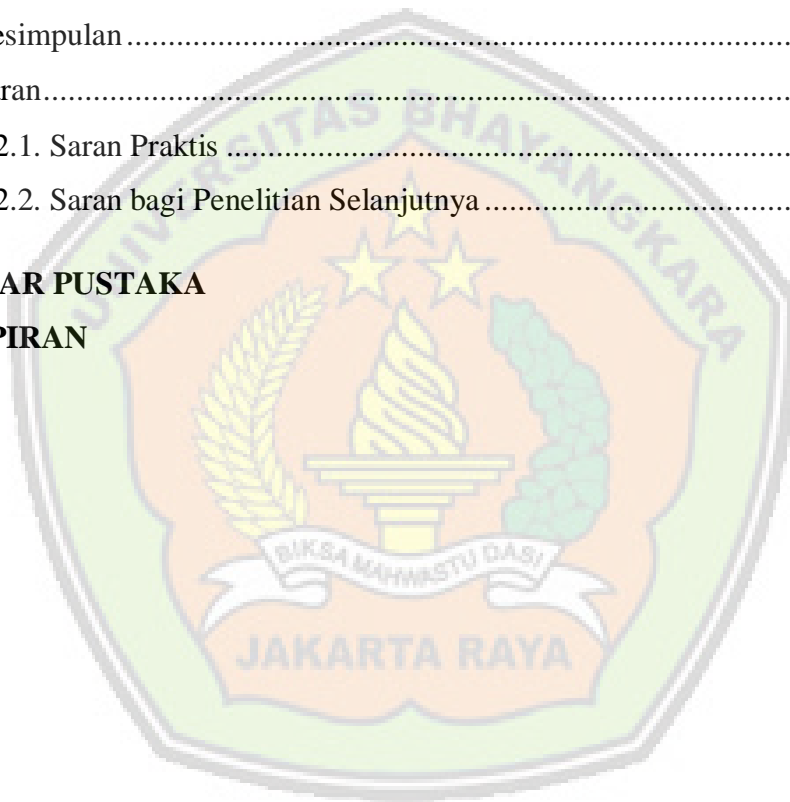 esimpulan........................................................................................
ran........................................................................................
2.1. Saran Praktis........................................................................................
2.2. Saran bagi Penelitian Selanjutnya........................................................................................
AR PUSTAKA
PIRAN
UNIVERSITAS BHAYANGKARA
BIKSA MAHWASTU DASI
JAKARTA RAYA